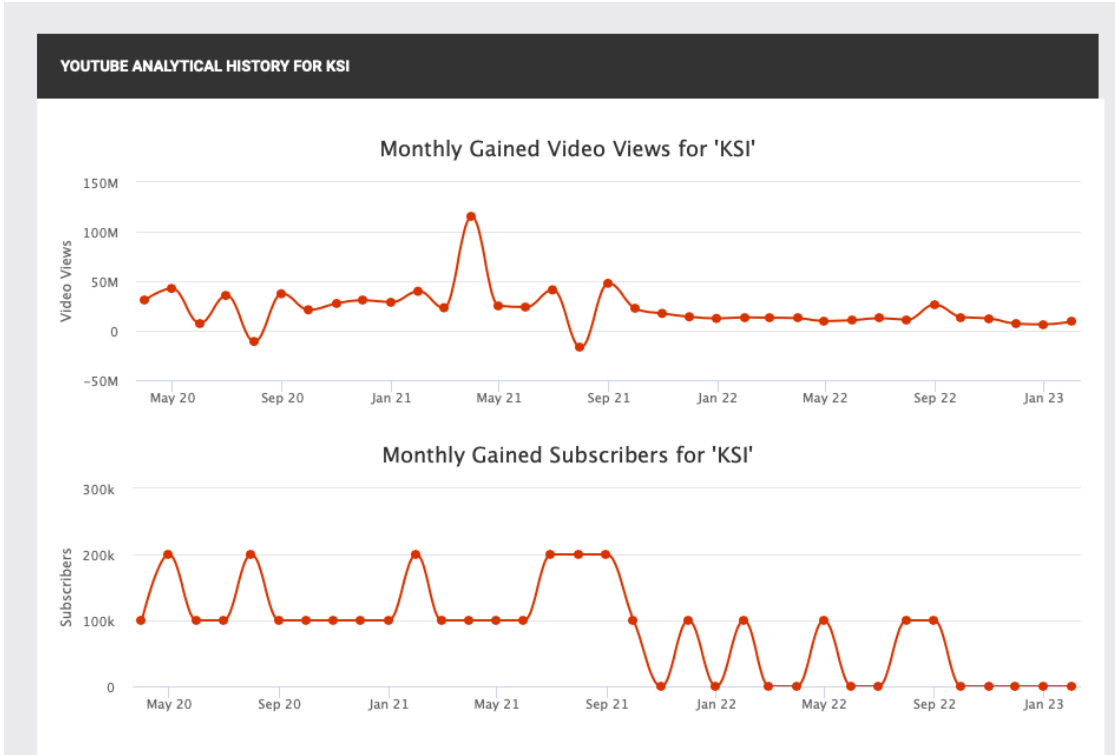 YOUTUBE ANALYTICAL HISTORY FOR KSI
Monthly Gained Video Views for 'KSI'
150M
100M
50M
0
−50M
Video Views
May 20 Sep 20 Jan 21 May 21 Sep 21 Jan 22 May 22 Sep 22 Jan 23
Monthly Gained Subscribers for 'KSI'
300k
200k
100k
0
Subscribers
May 20 Sep 20 Jan 21 May 21 Sep 21 Jan 22 May 22 Sep 22 Jan 23